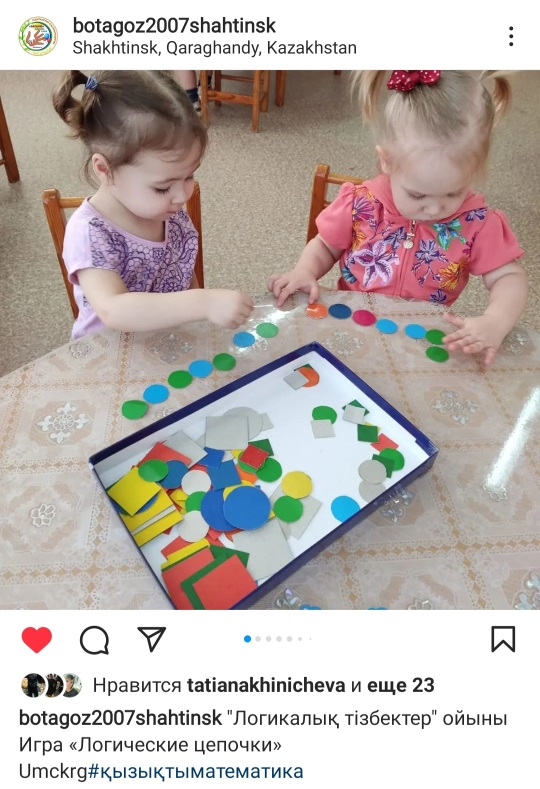 botagoz2007shahtinsk
Shakhtinsk, Qaraghandy, Kazakhstan
Нравится tatianakhinicheva и еще 23
botagoz2007shahtinsk "Логикалық тізбектер" ойыны
Игра «Логические цепочки»
Umckrg#қызықтыматематика